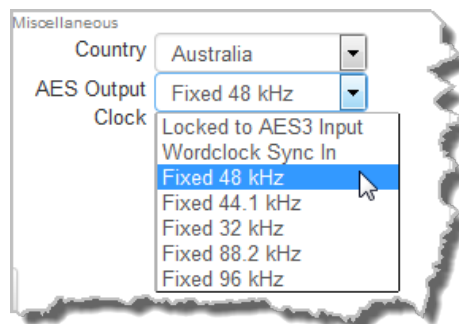 Miscellaneous
Country Australia
AES Output Fixed 48 kHz
Clock
Locked to AES3 Input
Wordclock Sync In
Fixed 48 kHz
Fixed 44.1 kHz
Fixed 32 kHz
Fixed 88.2 kHz
Fixed 96 kHz